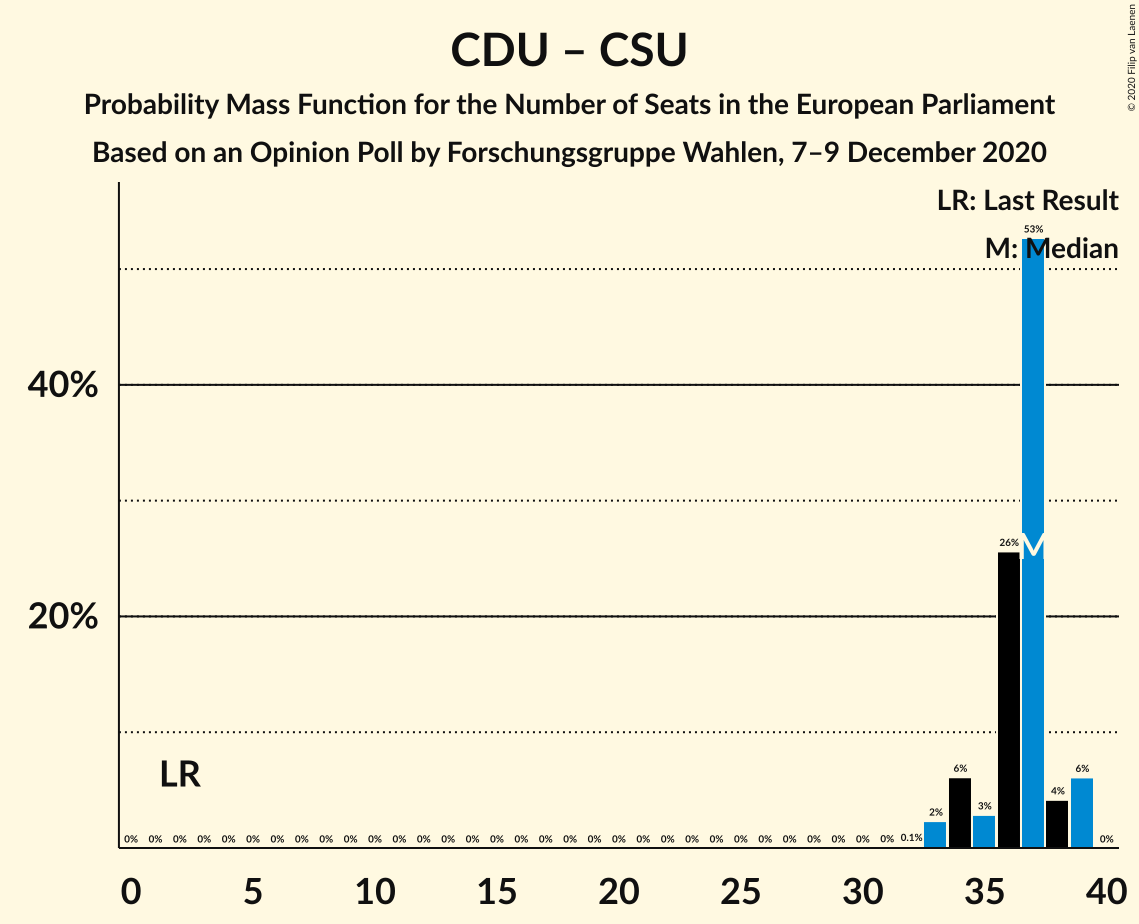 CDU – CSU
Probability Mass Function for the Number of Seats in the European Parliament
Based on an Opinion Poll by Forschungsgruppe Wahlen, 7–9 December 2020
© 2020 Filip van Laenen
LR: Last Result
M: Median
53%
40%
26%
M
20%
LR
0% 0% 0% 0% 0% 0% 0% 0% 0% 0% 0% 0% 0% 0% 0% 0% 0% 0% 0% 0% 0% 0% 0% 0% 0% 0% 0% 0% 0% 0% 0% 0% 0.1% 2% 6% 3% 4% 6% 0%
0 5 10 15 20 25 30 35 40